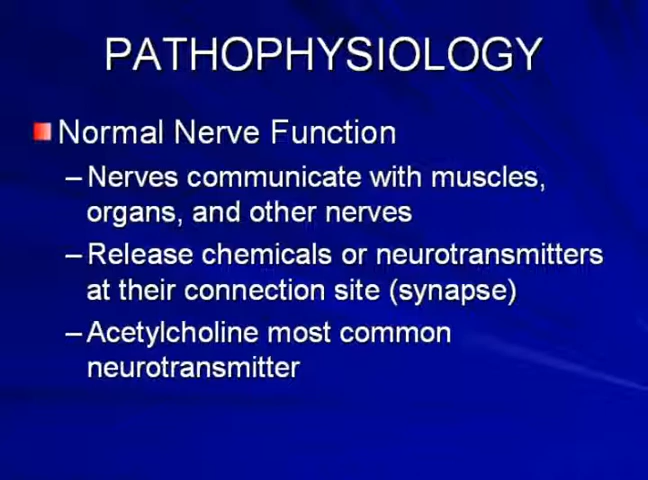 PATHOPHYSIOLOGY
Normal Nerve Function
–Nerves communicate with muscles,
organs, and other nerves
–Release chemicals or neurotransmitters
at their connection site (synapse)
–Acetylcholine most common
neurotransmitter